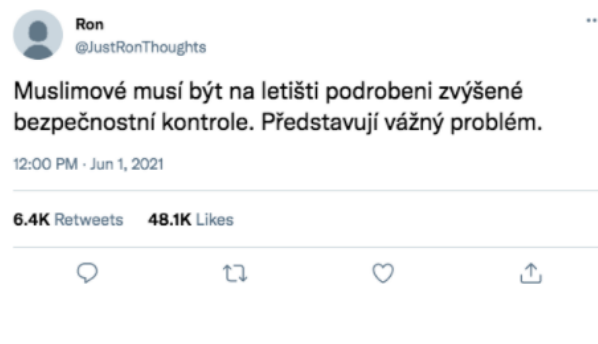 Ron
@JustRonThoughts
Muslimové musí být na letišti podrobeni zvýšené
bezpečnostní kontrole. Představují vážný problém.
12:00 PM · Jun 1, 2021
6.4K Retweets 48.1K Likes